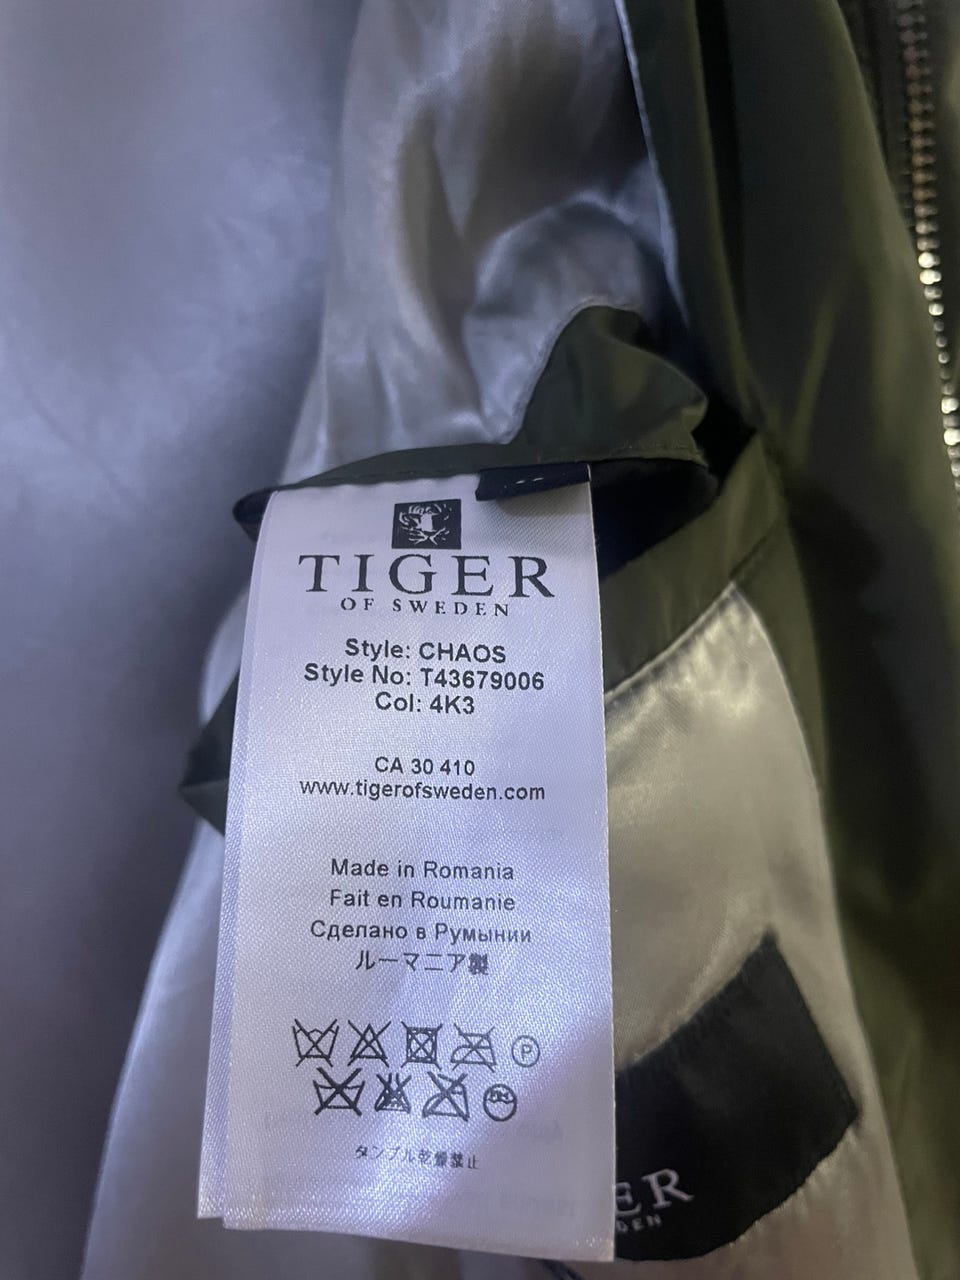 TIGER
OF SWEDEN
Style: CHAOS
Style No: T43679006
Col: 4K3
CA 30 410
www.tigerofsweden.com
Made in Romania
Fait en Roumanie
Сделано в Румынии
ルーマニア製
P
タンブル乾燥禁止
ER
DEN